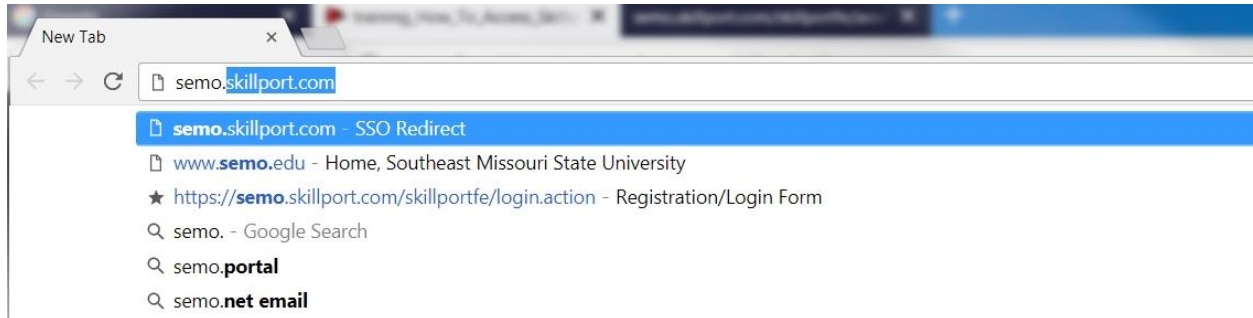 New Tab
semo.skillport.com
semo.skillport.com - SSO Redirect
www.semo.edu - Home, Southeast Missouri State University
https://semo.skillport.com/skillportfe/login.action - Registration/Login Form
semo. - Google Search
semo.portal
semo.net email